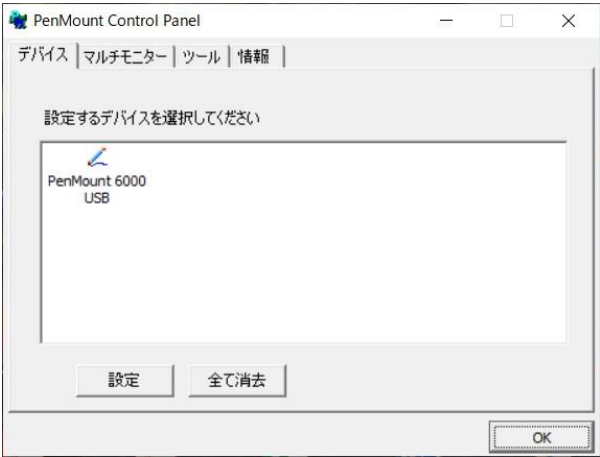 PenMount Control Panel
デバイス マルチモニター ツール 情報
設定するデバイスを選択してください
PenMount 6000
USB
設定 全て消去
OK